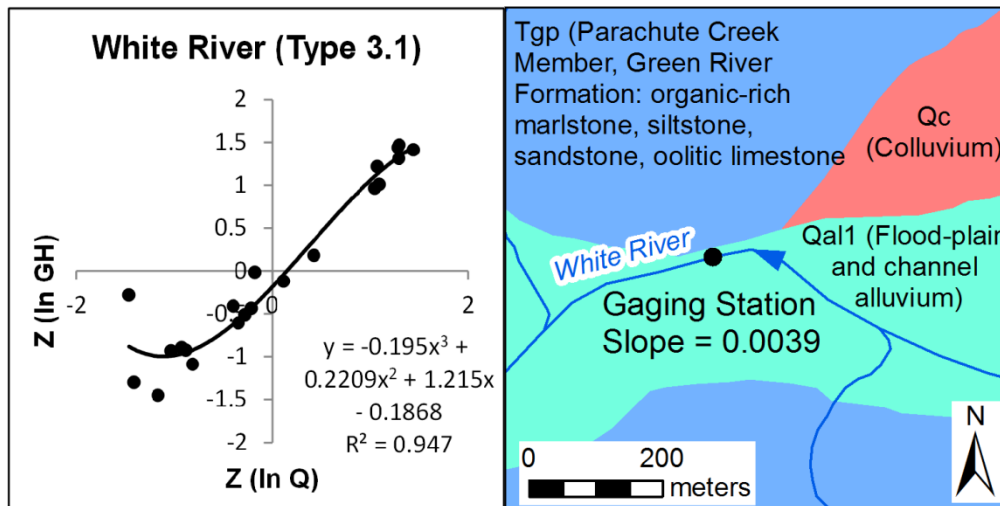 White River (Type 3.1)
2
1.5
1
0.5
0
-2
0
2
-0.5
-1
-1.5
-2
Z (ln GH)
Z (ln Q)
y = -0.195x³ +
0.2209x² + 1.215x
- 0.1868
R² = 0.947
Tgp (Parachute Creek
Member, Green River
Formation: organic-rich
marlstone, siltstone,
sandstone, oolitic limestone
Qc
(Colluvium)
White River
Qal1 (Flood-plain
and channel
alluvium)
Gaging Station
Slope = 0.0039
0 200
meters
N